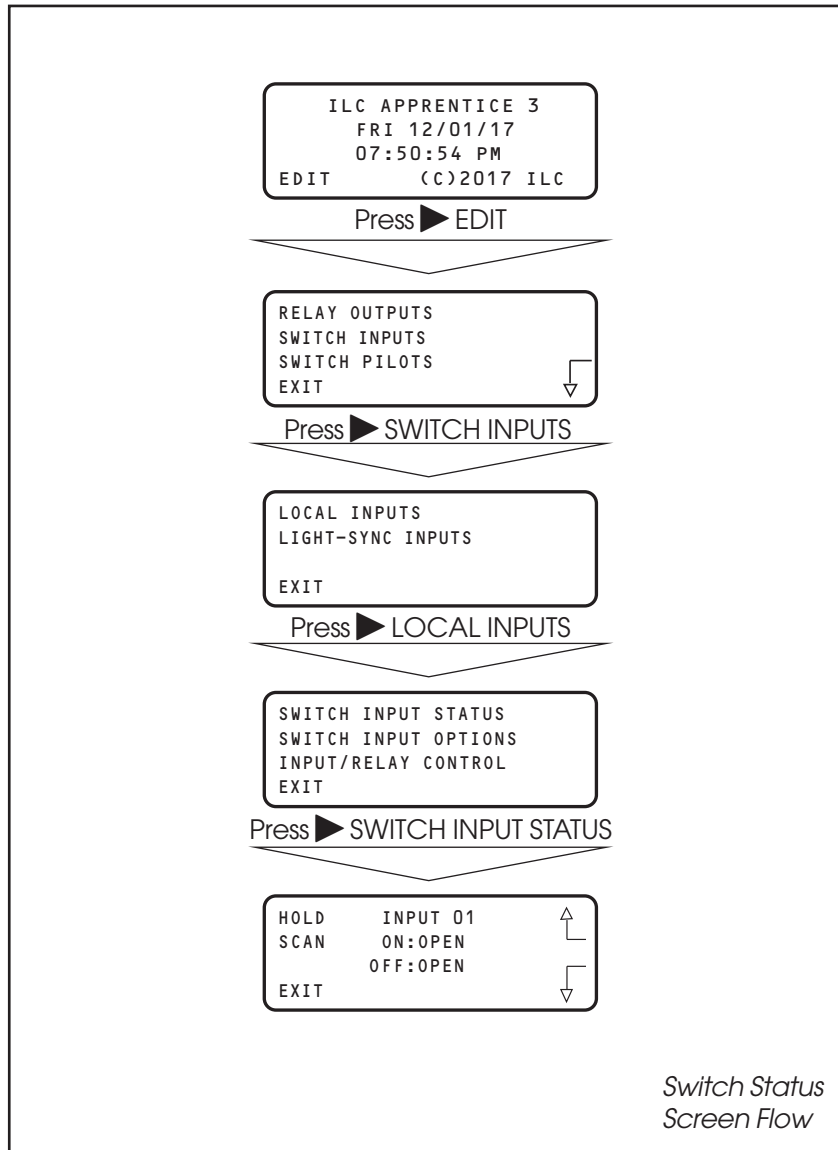 ILC APPRENTICE 3
FRI 12/01/17
07:50:54 PM
EDIT (C)2017 ILC
Press ▶ EDIT
RELAY OUTPUTS
SWITCH INPUTS
SWITCH PILOTS
EXIT
Press ▶ SWITCH INPUTS
LOCAL INPUTS
LIGHT-SYNC INPUTS
EXIT
Press ▶ LOCAL INPUTS
SWITCH INPUT STATUS
SWITCH INPUT OPTIONS
INPUT/RELAY CONTROL
EXIT
Press ▶ SWITCH INPUT STATUS
HOLD INPUT 01
SCAN ON:OPEN
OFF:OPEN
EXIT
Switch Status
Screen Flow